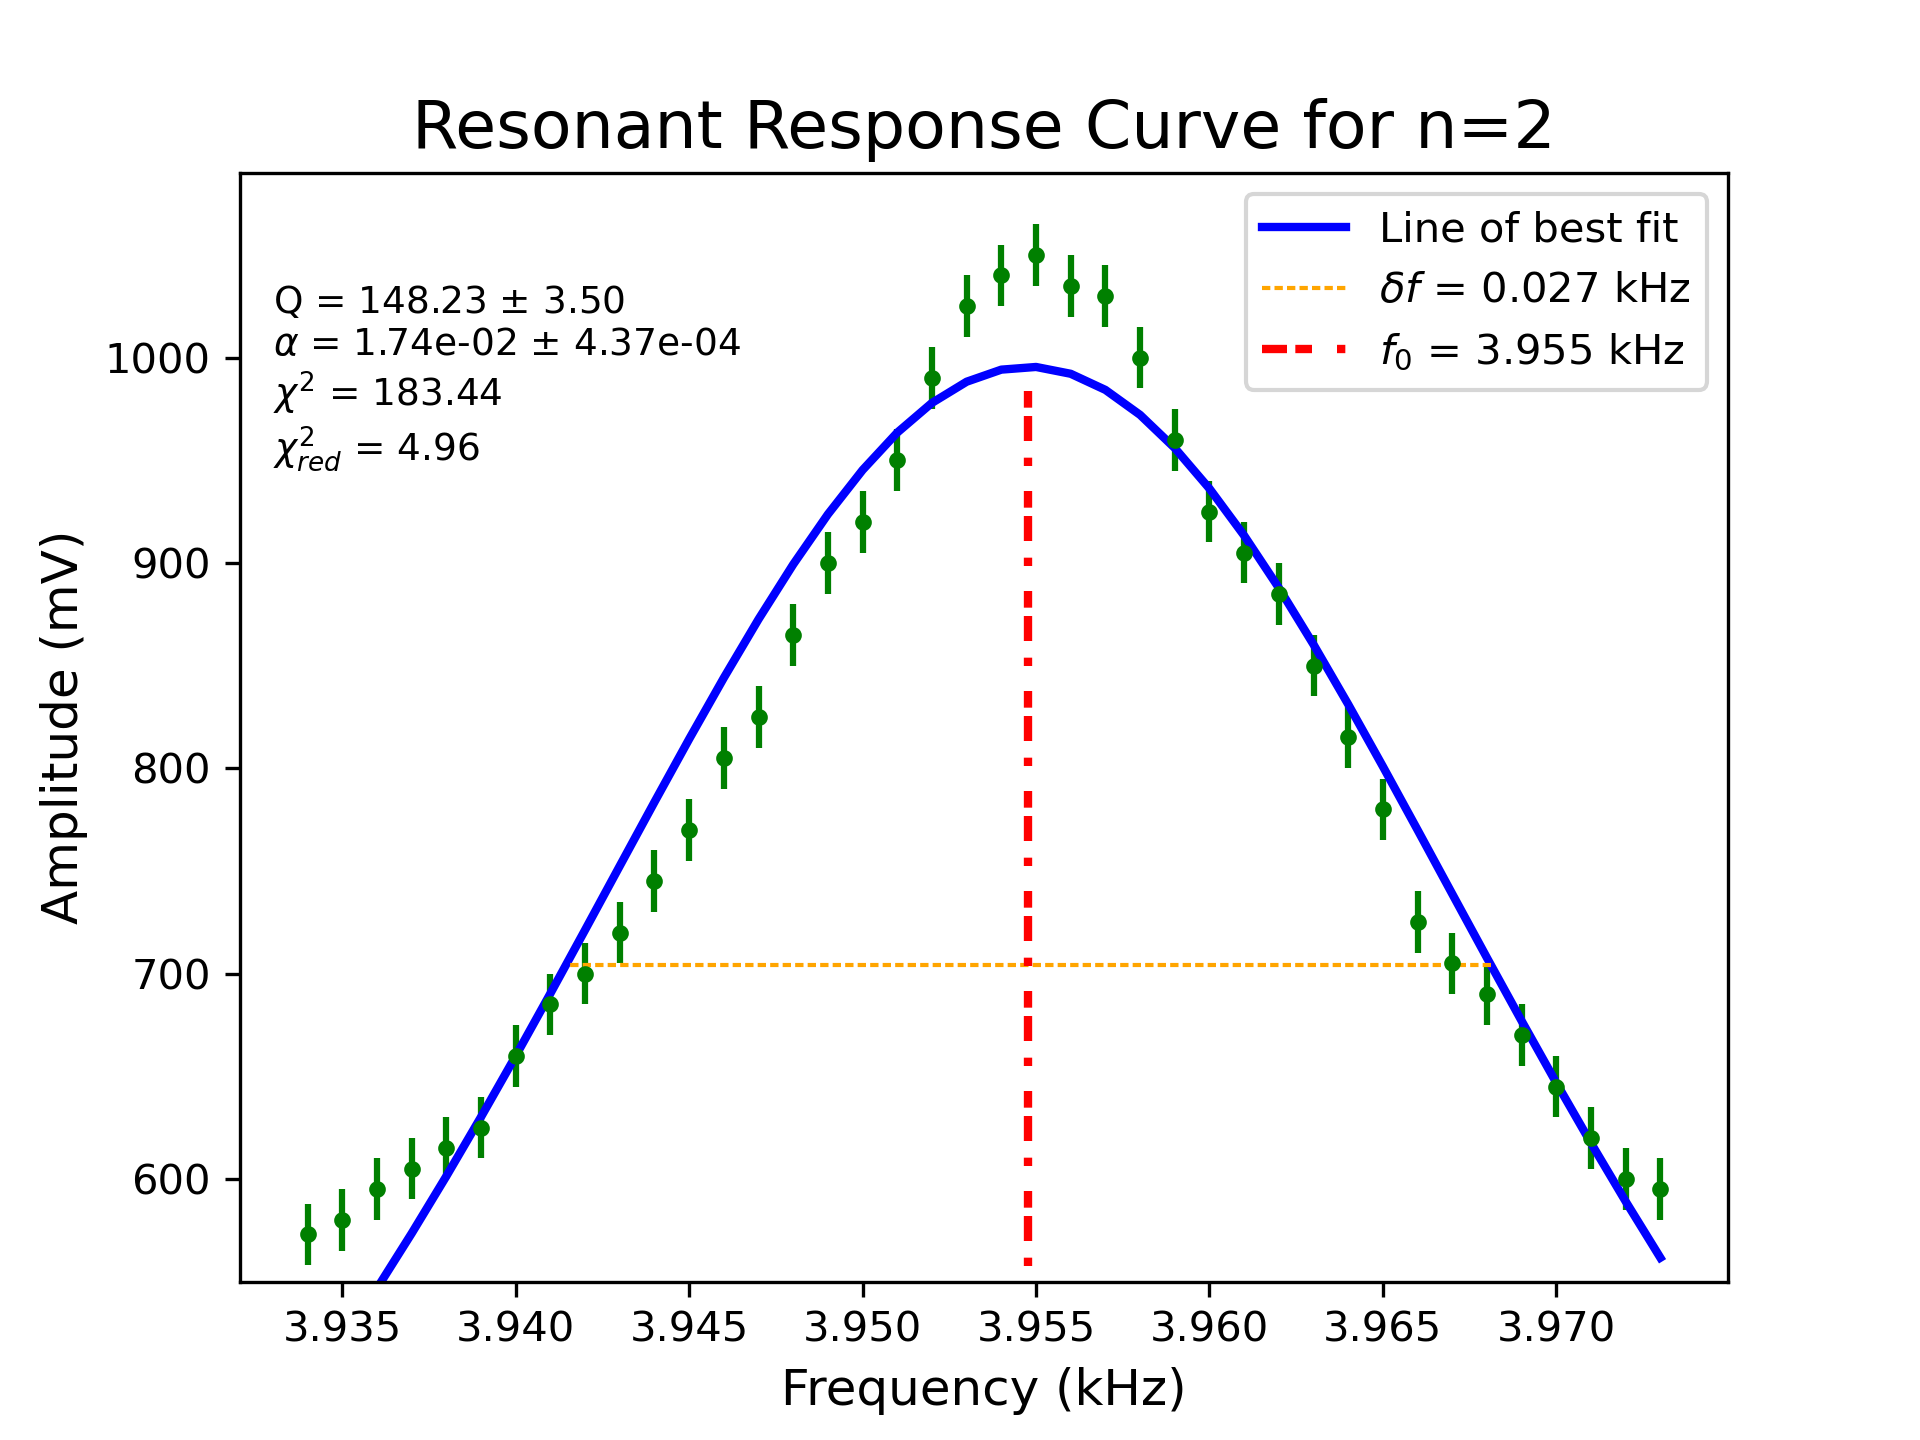 Resonant Response Curve for n=2
Line of best fit
δf = 0.027 kHz
f₀ = 3.955 kHz
Q = 148.23 ± 3.50
α = 1.74e-02 ± 4.37e-04
χ² = 183.44
χ²_red = 4.96
Amplitude (mV)
1000
900
800
700
600
3.935 3.940 3.945 3.950 3.955 3.960 3.965 3.970
Frequency (kHz)